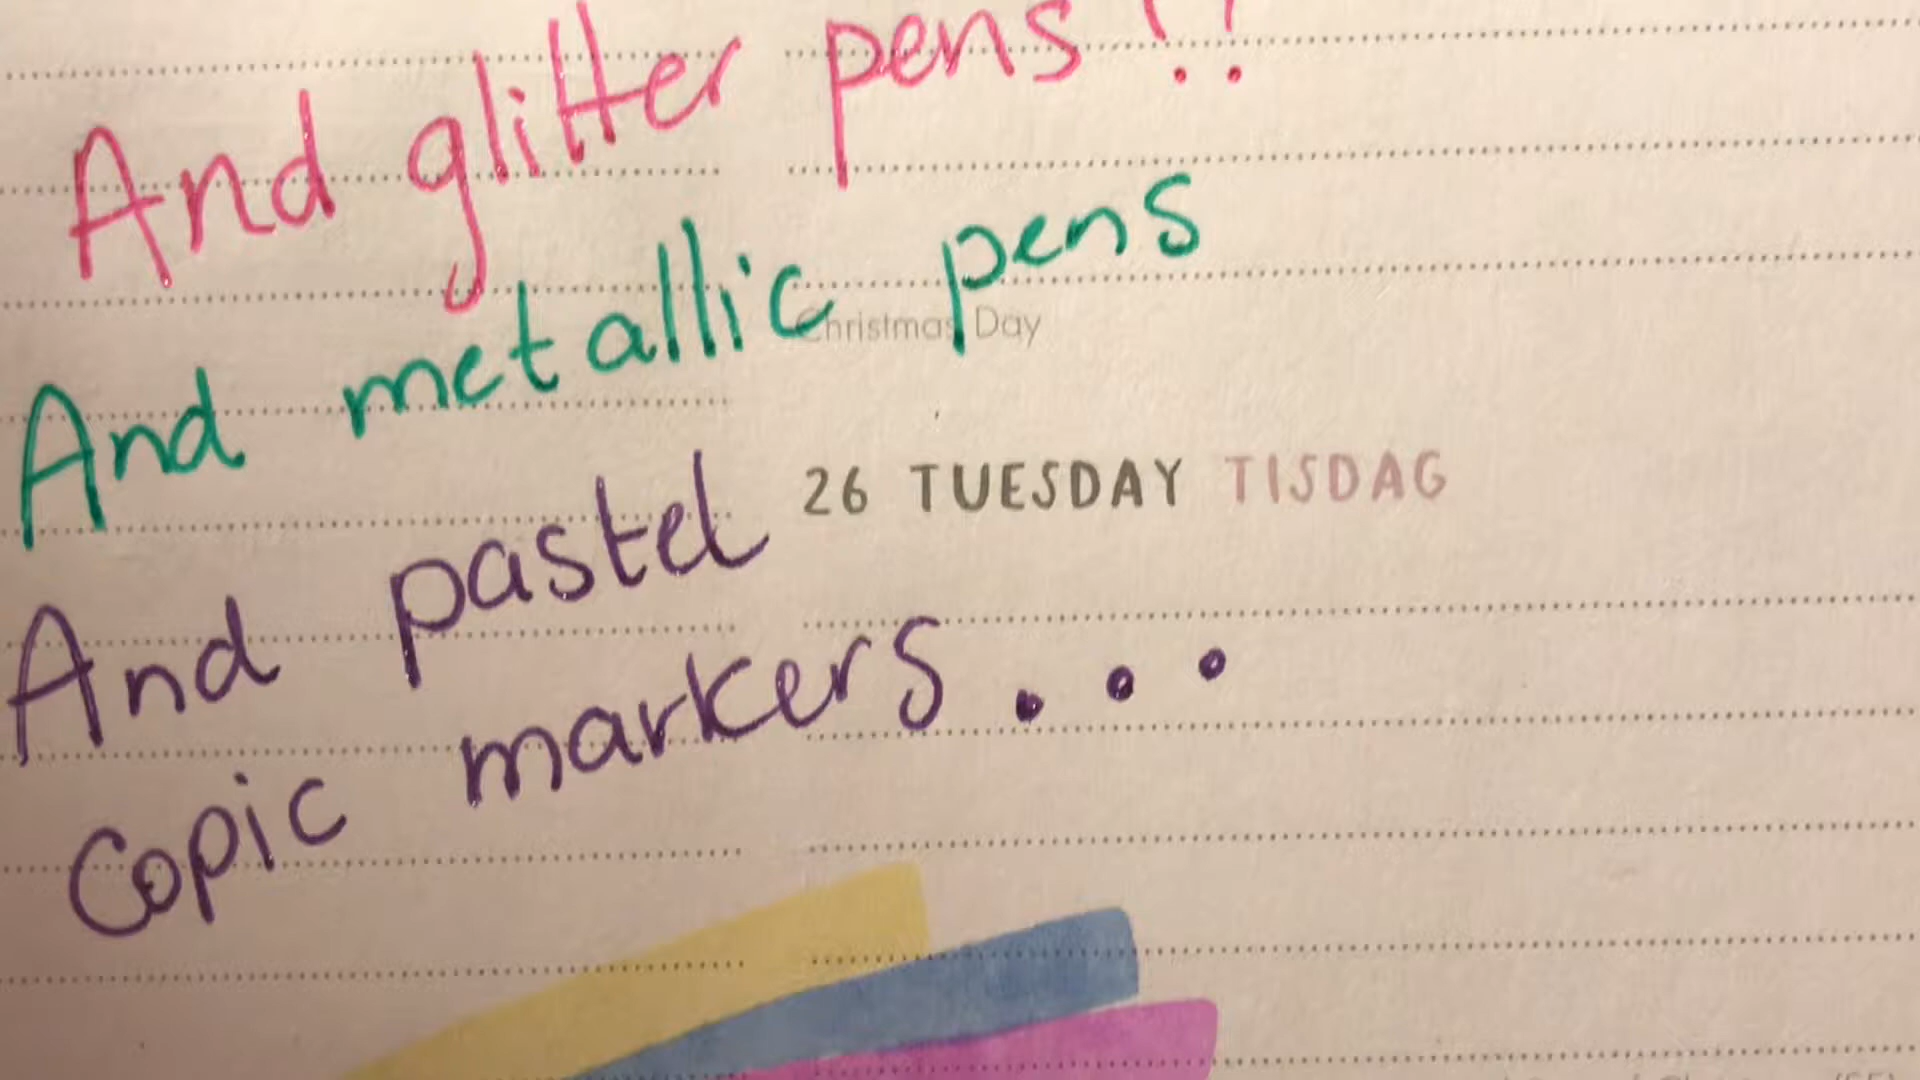 And glitter pens!!
And metallic pens
Christmas Day
26 TUESDAY TISDAG
And pastel
Copic markers...